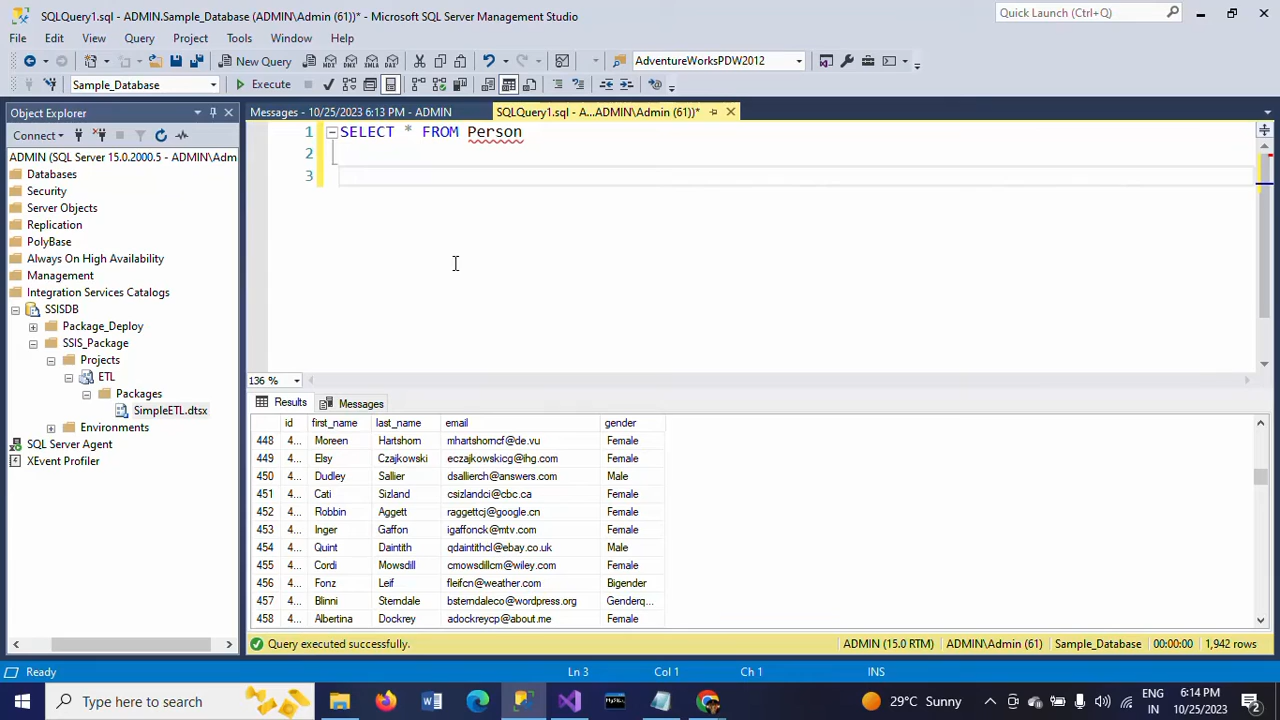 SQLQuery1.sql - ADMIN.Sample_Database (ADMIN\Admin (61))* - Microsoft SQL Server Management Studio
Quick Launch (Ctrl+Q)
File Edit View Query Project Tools Window Help
New Query
MDX DMX XMLA DAX
AdventureWorksPDW2012
Sample_Database
Execute
Object Explorer
Messages - 10/25/2023 6:13 PM - ADMIN
SQLQuery1.sql - A...ADMIN\Admin (61))*
Connect
ADMIN (SQL Server 15.0.2000.5 - ADMIN\Adm
Databases
Security
Server Objects
Replication
PolyBase
Always On High Availability
Management
Integration Services Catalogs
SSISDB
Package_Deploy
SSIS_Package
Projects
ETL
Packages
SimpleETL.dtsx
Environments
SQL Server Agent
XEvent Profiler
1 SELECT * FROM Person
2
3
136 %
Results Messages
id first_name last_name email gender
448 4... Moreen Hartshorn mhartshorncf@de.vu Female
449 4... Elsy Czajkowski eczajkowskicg@ihg.com Female
450 4... Dudley Sallier dsallierch@answers.com Male
451 4... Cati Sizland csizlandci@cbc.ca Female
452 4... Robbin Aggett raggettcj@google.cn Female
453 4... Inger Gaffon igaffonck@mtv.com Female
454 4... Quint Daintith qdaintithcl@ebay.co.uk Male
455 4... Cordi Mowsdill cmowsdillcm@wiley.com Female
456 4... Fonz Leif fleifcn@weather.com Bigender
457 4... Blinni Sterndale bsterndaleco@wordpress.org Genderq...
458 4... Albertina Dockrey adockreycp@about.me Female
Query executed successfully.
ADMIN (15.0 RTM) ADMIN\Admin (61) Sample_Database 00:00:00 1,942 rows
Ready
Ln 3 Col 1 Ch 1 INS
Type here to search
29°C Sunny
ENG
IN
6:14 PM
10/25/2023
2